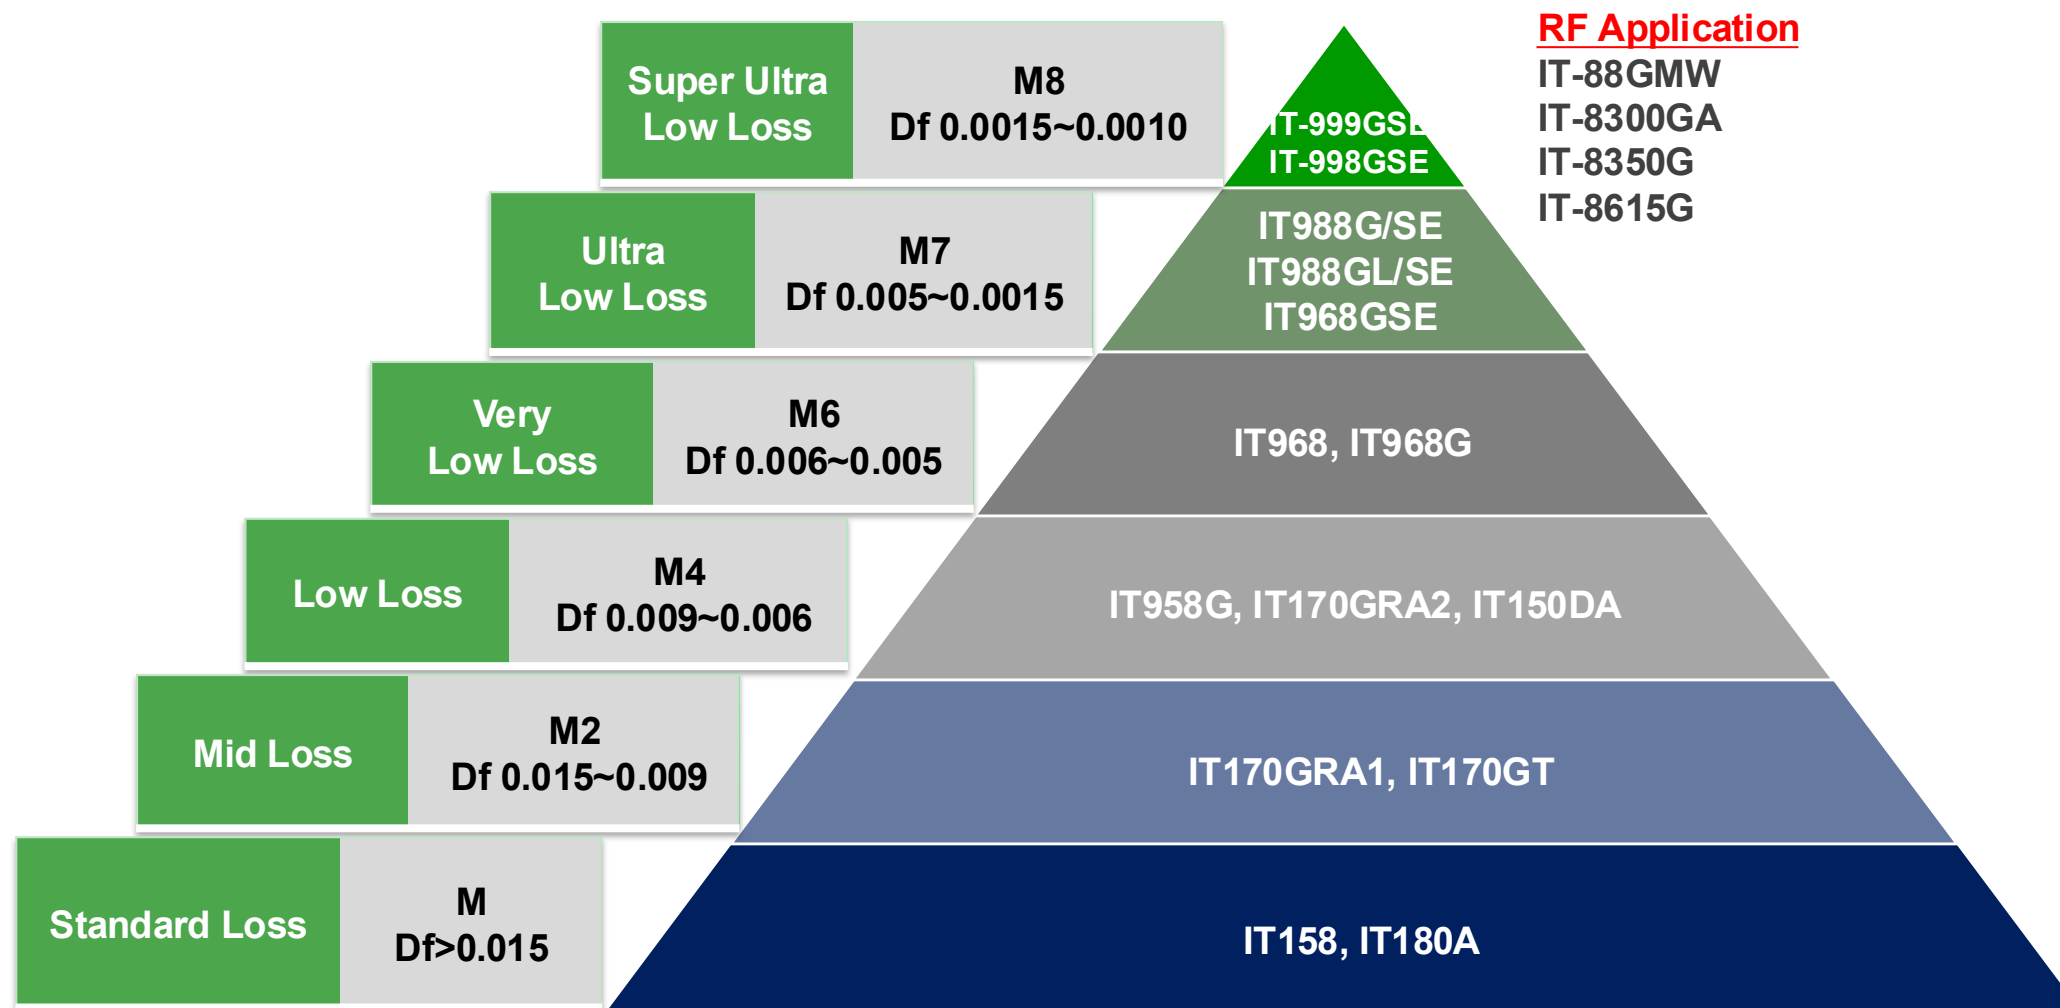 RF Application
IT-88GMW
IT-8300GA
IT-8350G
IT-8615G
Super Ultra
Low Loss
M8
Df 0.0015~0.0010
IT-999GSE
IT-998GSE
Ultra
Low Loss
M7
Df 0.005~0.0015
IT988G/SE
IT988GL/SE
IT968GSE
Very
Low Loss
M6
Df 0.006~0.005
IT968, IT968G
Low Loss
M4
Df 0.009~0.006
IT958G, IT170GRA2, IT150DA
Mid Loss
M2
Df 0.015~0.009
IT170GRA1, IT170GT
Standard Loss
M
Df>0.015
IT158, IT180A